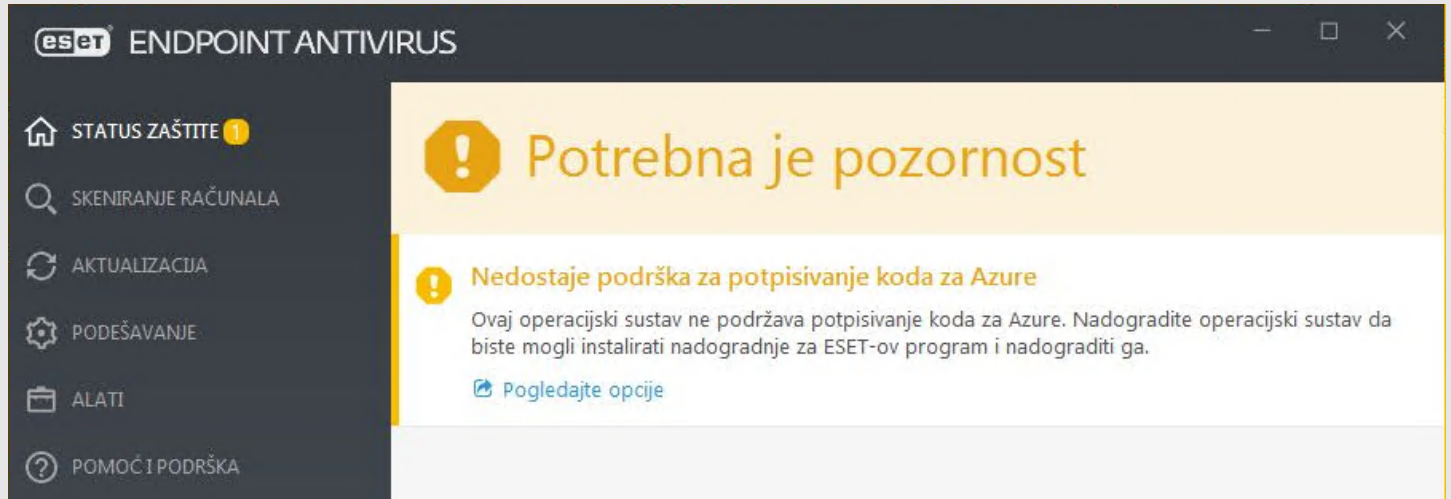 eset ENDPOINT ANTIVIRUS
STATUS ZAŠTITE 1
SKENIRANJE RAČUNALA
AKTUALIZACIJA
PODEŠAVANJE
ALATI
POMOĆ I PODRŠKA
Potrebna je pozornost
Nedostaje podrška za potpisivanje koda za Azure
Ovaj operacijski sustav ne podržava potpisivanje koda za Azure. Nadogradite operacijski sustav da
biste mogli instalirati nadogradnje za ESET-ov program i nadograditi ga.
Pogledajte opcije